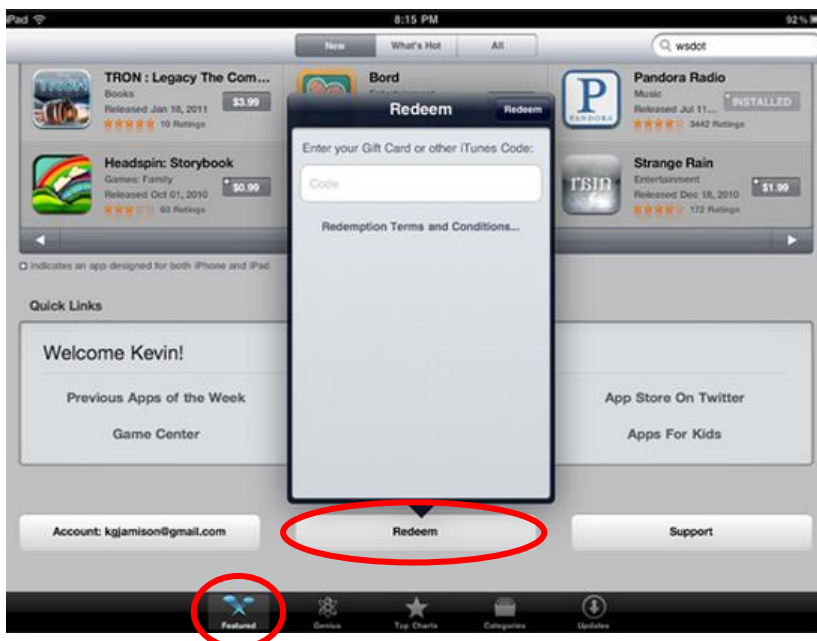 iPad 8:15 PM 92%
New What's Hot All wsdot
TRON : Legacy The Com...
Books
Released Jan 18, 2011
10 Ratings
$3.99
Bord
Pandora Radio
Music
Released Jul 11...
3442 Ratings
INSTALLED
PANDORA
Headspin: Storybook
Games: Family
Released Oct 01, 2010
63 Ratings
$0.99
Strange Rain
Entertainment
Released Dec 18, 2010
172 Ratings
$1.99
rain
Redeem Redeem
Enter your Gift Card or other iTunes Code:
Code
Redemption Terms and Conditions...
indicates an app designed for both iPhone and iPad
Quick Links
Welcome Kevin!
Previous Apps of the Week App Store On Twitter
Game Center Apps For Kids
Account: kgjamison@gmail.com Redeem Support
Featured Genius Top Charts Categories Updates